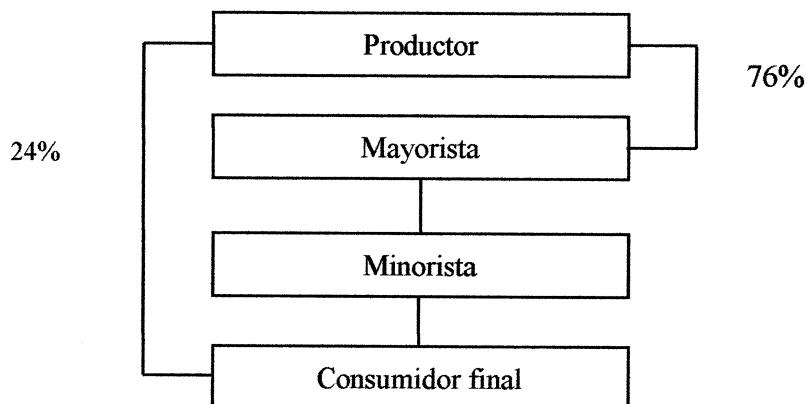 Productor
76%
24%
Mayorista
Minorista
Consumidor final